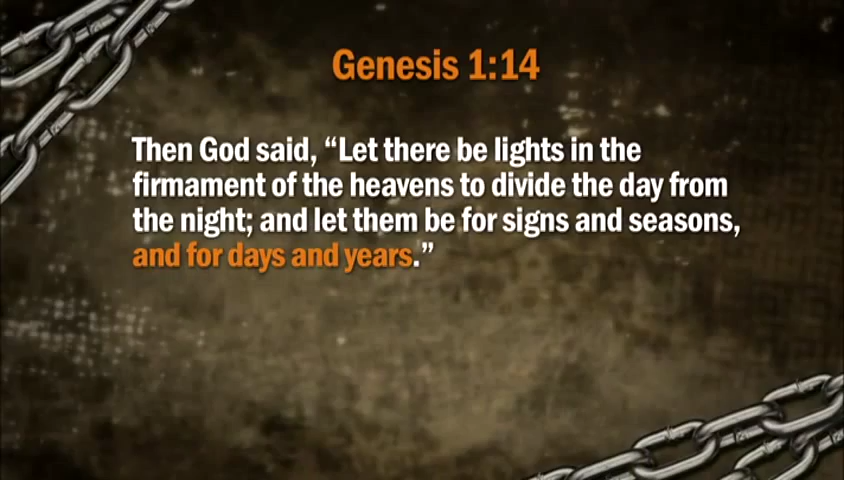 Genesis 1:14
Then God said, “Let there be lights in the
firmament of the heavens to divide the day from
the night; and let them be for signs and seasons,
and for days and years.”